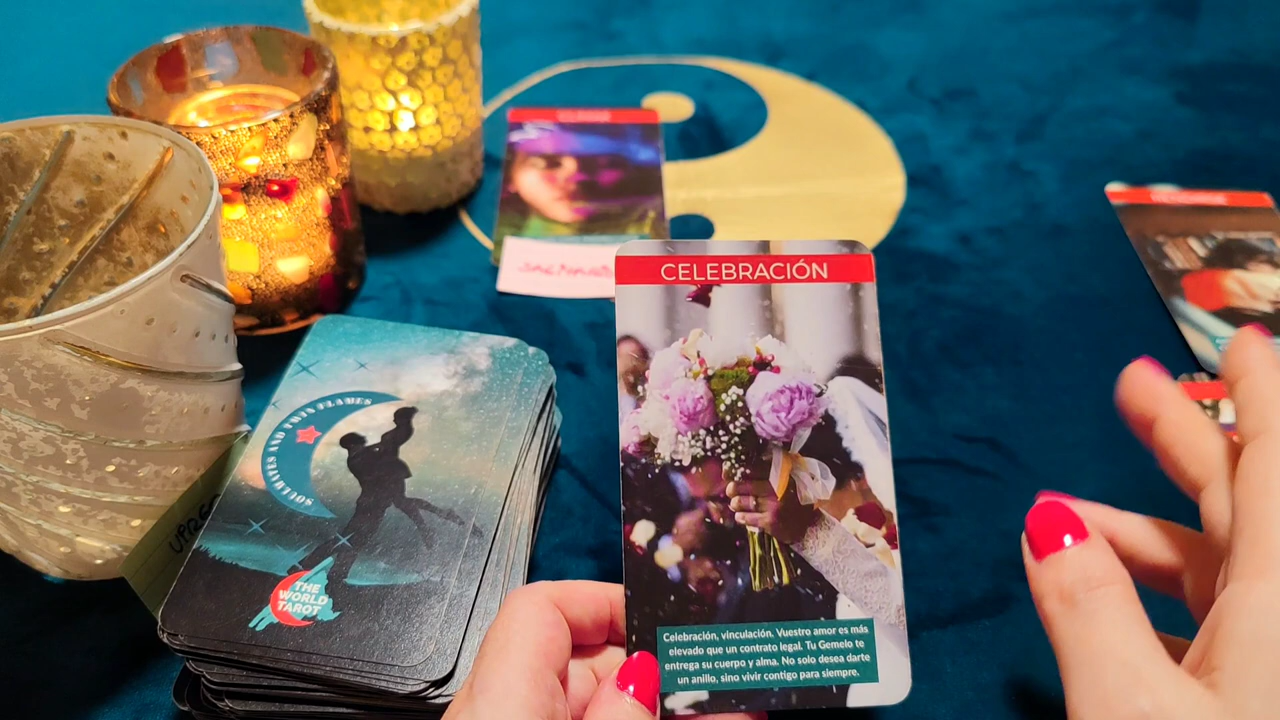 CELEBRACIÓN
Celebración, vinculación. Vuestro amor es más
elevado que un contrato legal. Tu Gemelo te
entrega su cuerpo y alma. No solo desea darte
un anillo, sino vivir contigo para siempre.
SOULMATES AND TWIN FLAMES
THE
WORLD
TAROT